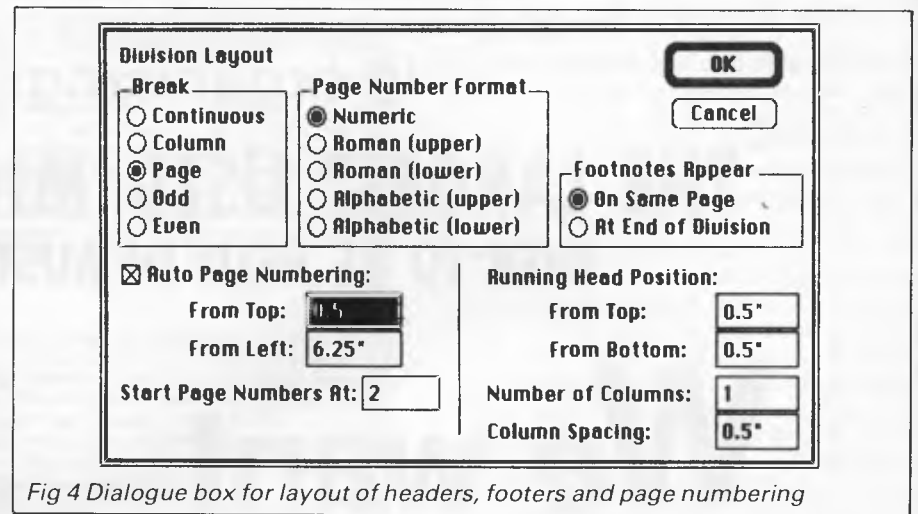 Division Layout
Break
Continuous
Column
Page
Odd
Even
Page Number Format
Numeric
Roman (upper)
Roman (lower)
Alphabetic (upper)
Alphabetic (lower)
OK
Cancel
Footnotes Appear
On Same Page
At End of Division
Auto Page Numbering:
From Top: 0.5
From Left: 6.25"
Start Page Numbers At: 2
Running Head Position:
From Top: 0.5"
From Bottom: 0.5"
Number of Columns: 1
Column Spacing: 0.5"
Fig 4 Dialogue box for layout of headers, footers and page numbering